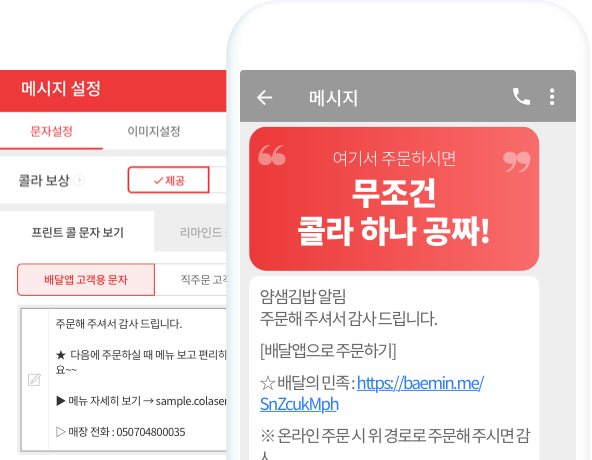 메시지 설정
문자설정
이미지설정
콜라 보상
제공
프린트 콜 문자 보기
리마인드
배달앱 고객용 문자
직주문 고
주문해 주셔서 감사 드립니다.
★ 다음에 주문하실 때 메뉴 보고 편리하
요~~
▶ 메뉴 자세히 보기 → sample.colaser
▷ 매장 전화 : 050704800035
메시지
여기서 주문하시면
무조건
콜라 하나 공짜!
얌샘김밥 알림
주문해 주셔서 감사 드립니다.
[배달앱으로 주문하기]
☆ 배달의 민족 : https://baemin.me/
SnZcukMph
※ 온라인 주문 시 위 경로로 주문해 주시면 감